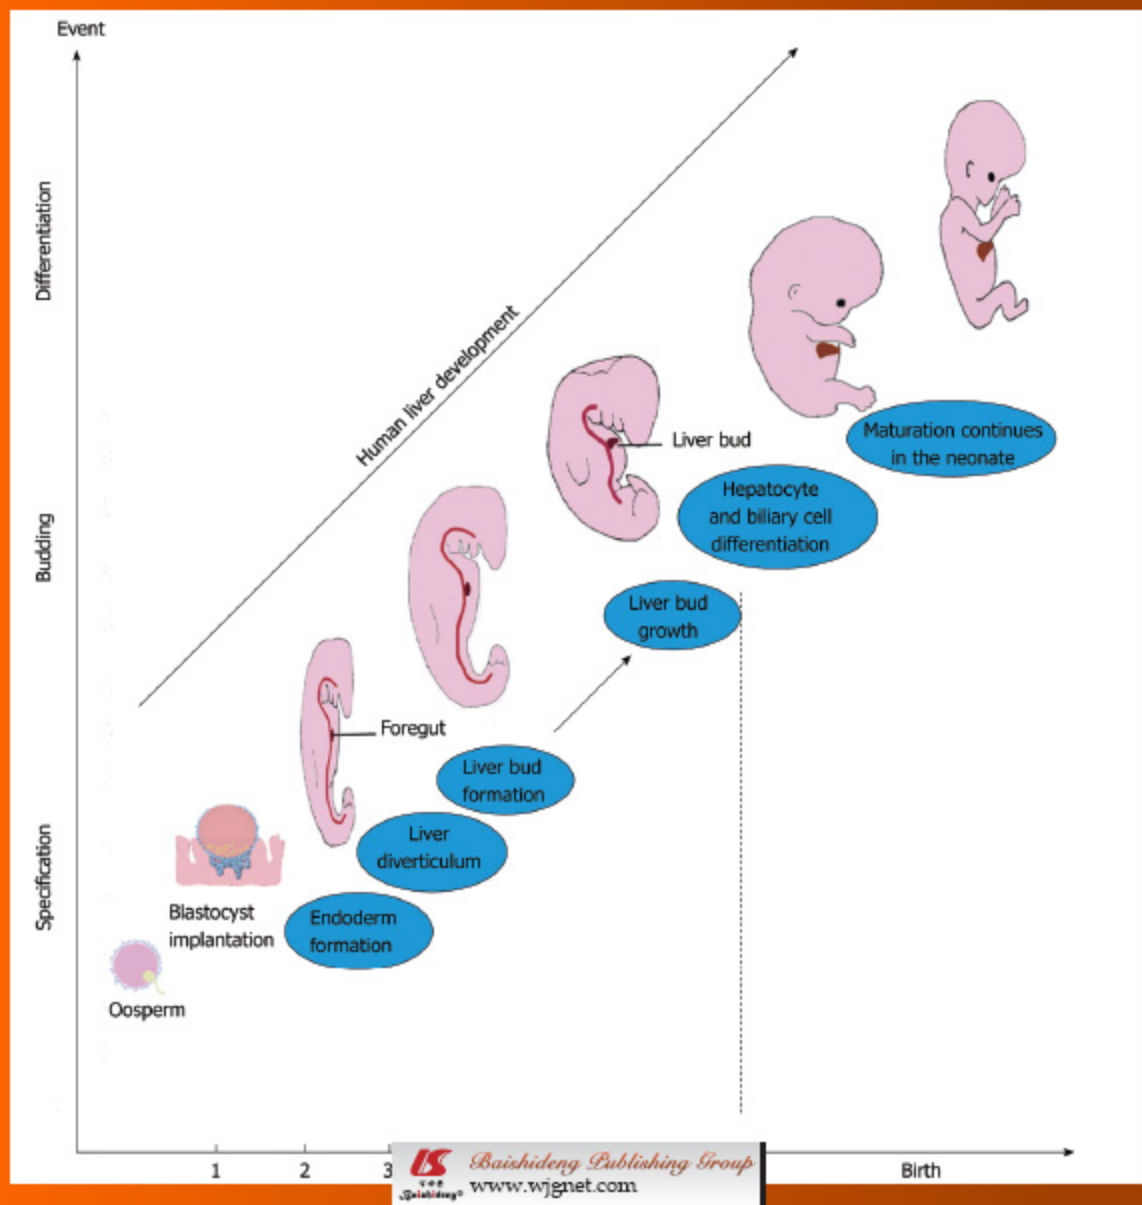 Event
Differentiation
Budding
Specification
Human liver development
Liver bud
Maturation continues
in the neonate
Hepatocyte
and biliary cell
differentiation
Liver bud
growth
Foregut
Liver bud
formation
Liver
diverticulum
Endoderm
formation
Blastocyst
implantation
Oosperm
1 2 3
Birth
Baishideng Publishing Group
www.wjgnet.com
Baishideng®